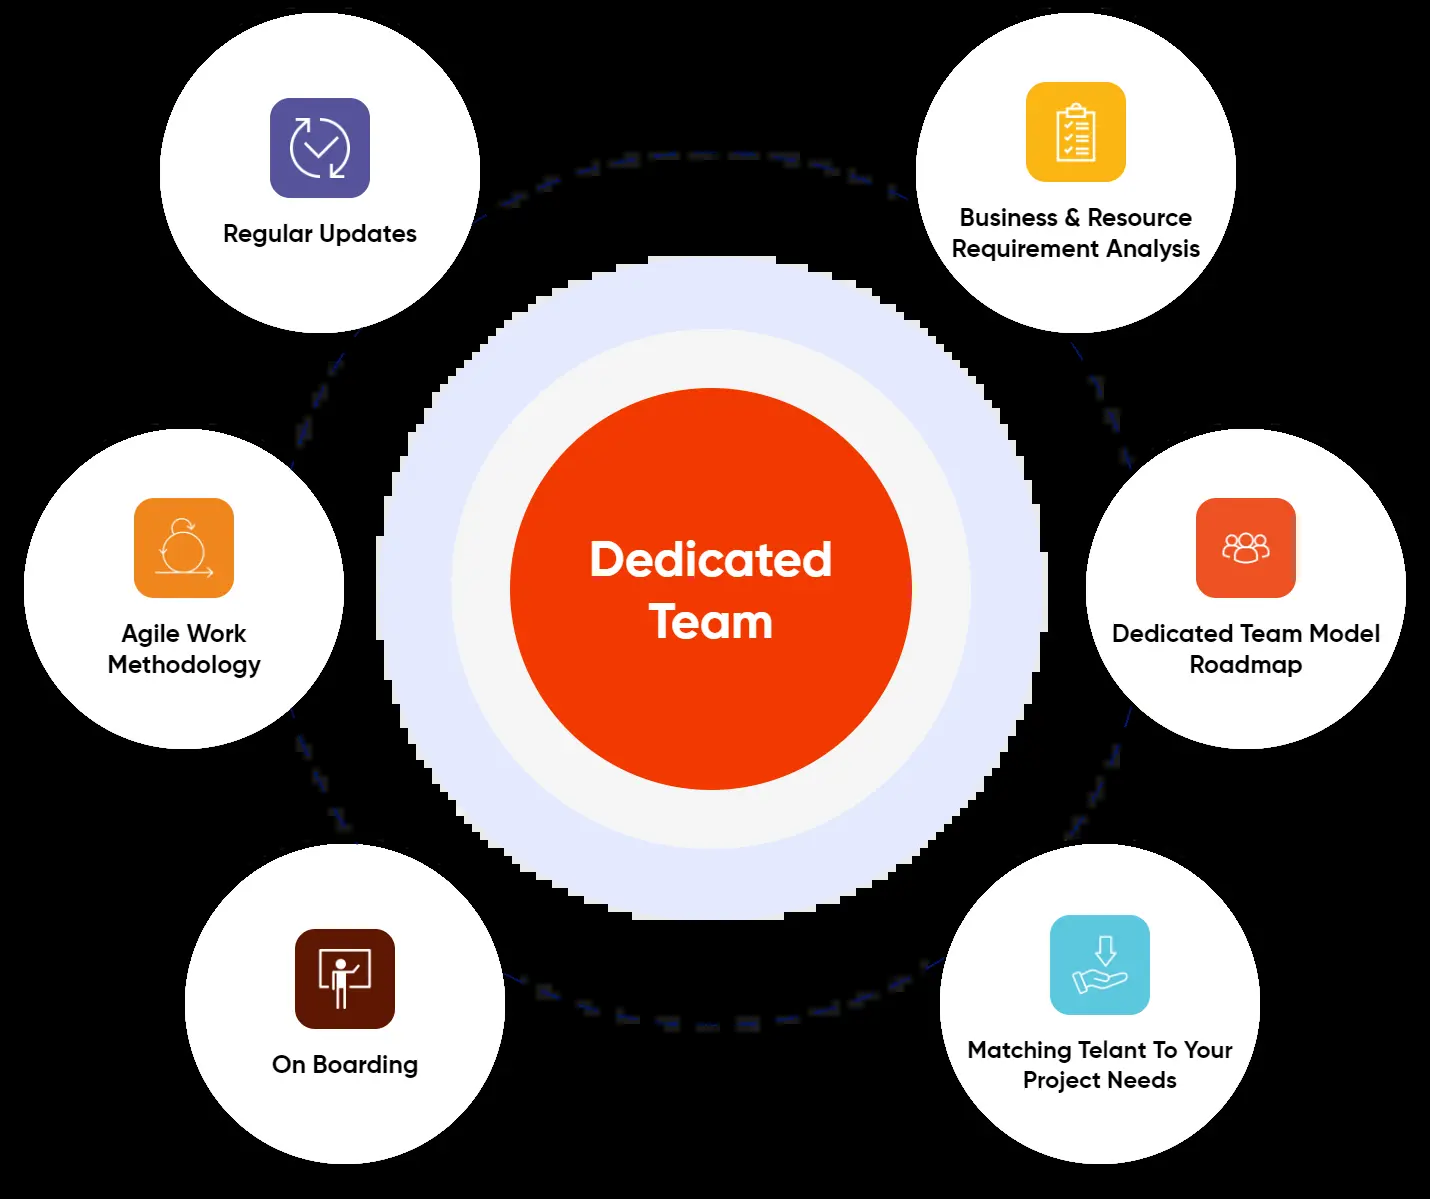 Regular Updates
Business & Resource
Requirement Analysis
Dedicated
Team
Agile Work
Methodology
Dedicated Team Model
Roadmap
On Boarding
Matching Telant To Your
Project Needs